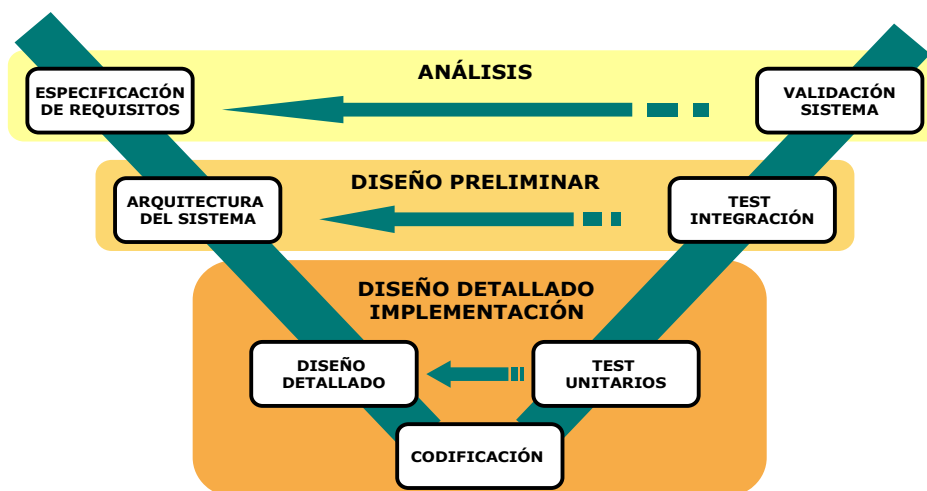 ANÁLISIS
ESPECIFICACIÓN
DE REQUISITOS
VALIDACIÓN
SISTEMA
DISEÑO PRELIMINAR
ARQUITECTURA
DEL SISTEMA
TEST
INTEGRACIÓN
DISEÑO DETALLADO
IMPLEMENTACIÓN
DISEÑO
DETALLADO
TEST
UNITARIOS
CODIFICACIÓN